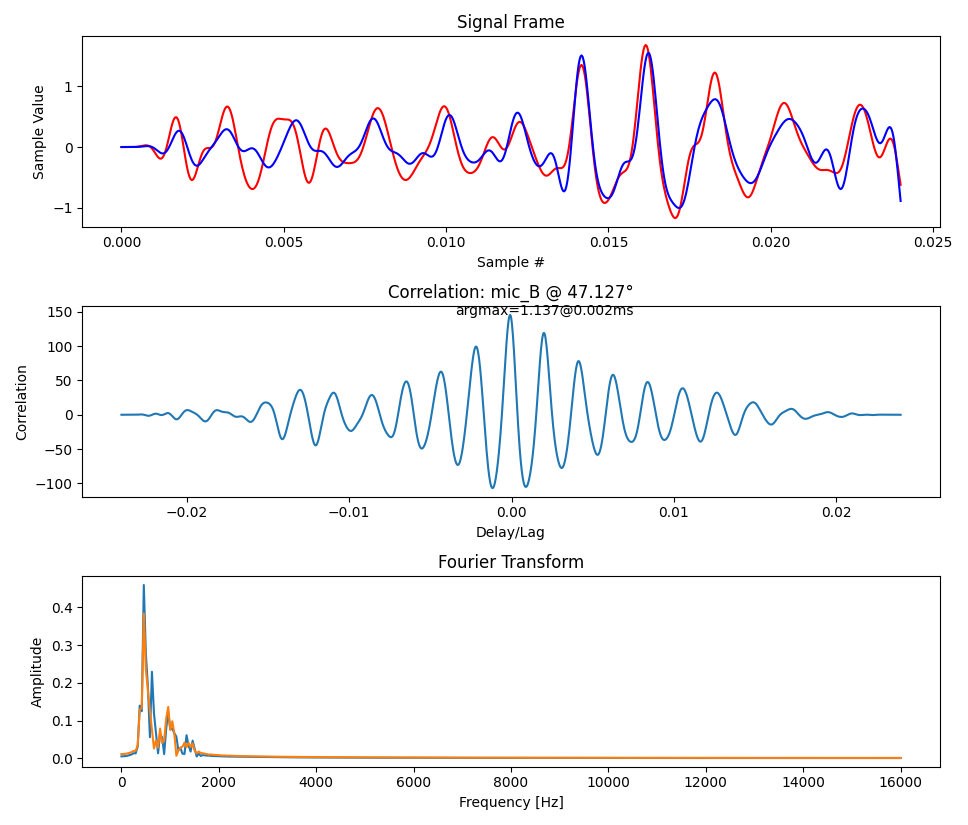 Signal Frame
Sample Value
1
0
−1
0.000 0.005 0.010 0.015 0.020 0.025
Sample #
Correlation: mic_B @ 47.127°
argmax=1.137@0.002ms
Correlation
150
100
50
0
−50
−100
−0.02 −0.01 0.00 0.01 0.02
Delay/Lag
Fourier Transform
Amplitude
0.4
0.3
0.2
0.1
0.0
0 2000 4000 6000 8000 10000 12000 14000 16000
Frequency [Hz]